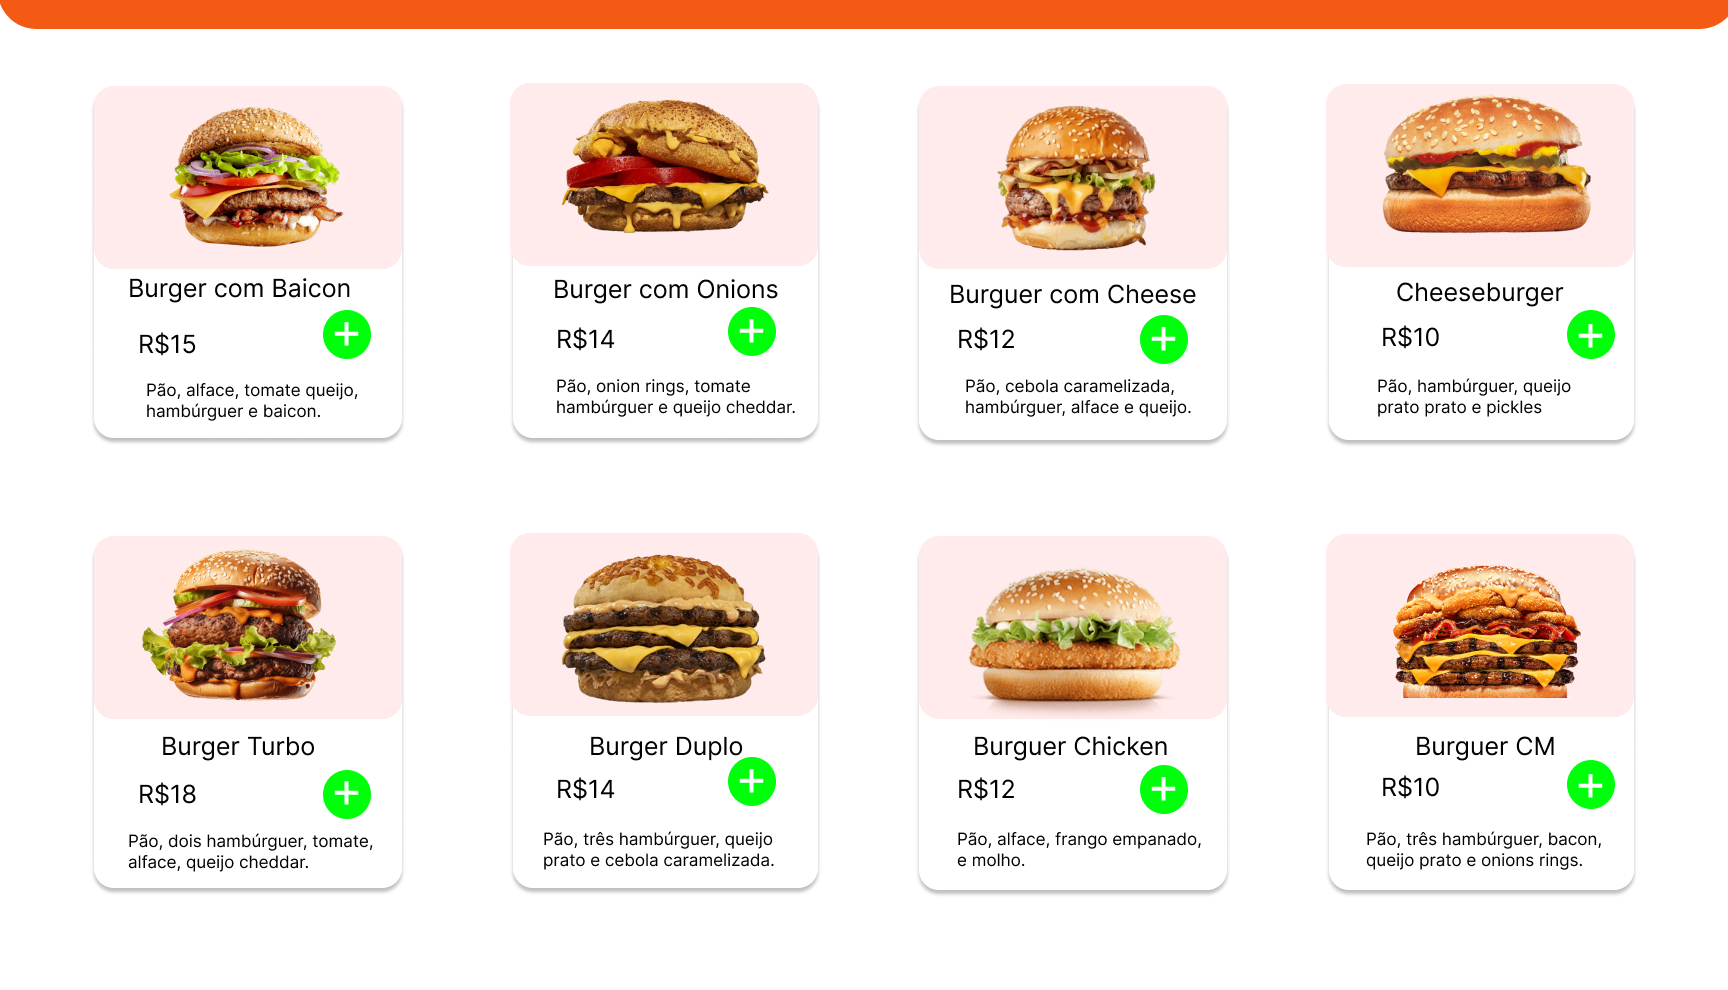 Burger com Baicon
R$15
Pão, alface, tomate queijo,
hambúrguer e baicon.
Burger com Onions
R$14
Pão, onion rings, tomate
hambúrguer e queijo cheddar.
Burguer com Cheese
R$12
Pão, cebola caramelizada,
hambúrguer, alface e queijo.
Cheeseburger
R$10
Pão, hambúrguer, queijo
prato prato e pickles
Burger Turbo
R$18
Pão, dois hambúrguer, tomate,
alface, queijo cheddar.
Burger Duplo
R$14
Pão, três hambúrguer, queijo
prato e cebola caramelizada.
Burguer Chicken
R$12
Pão, alface, frango empanado,
e molho.
Burguer CM
R$10
Pão, três hambúrguer, bacon,
queijo prato e onions rings.